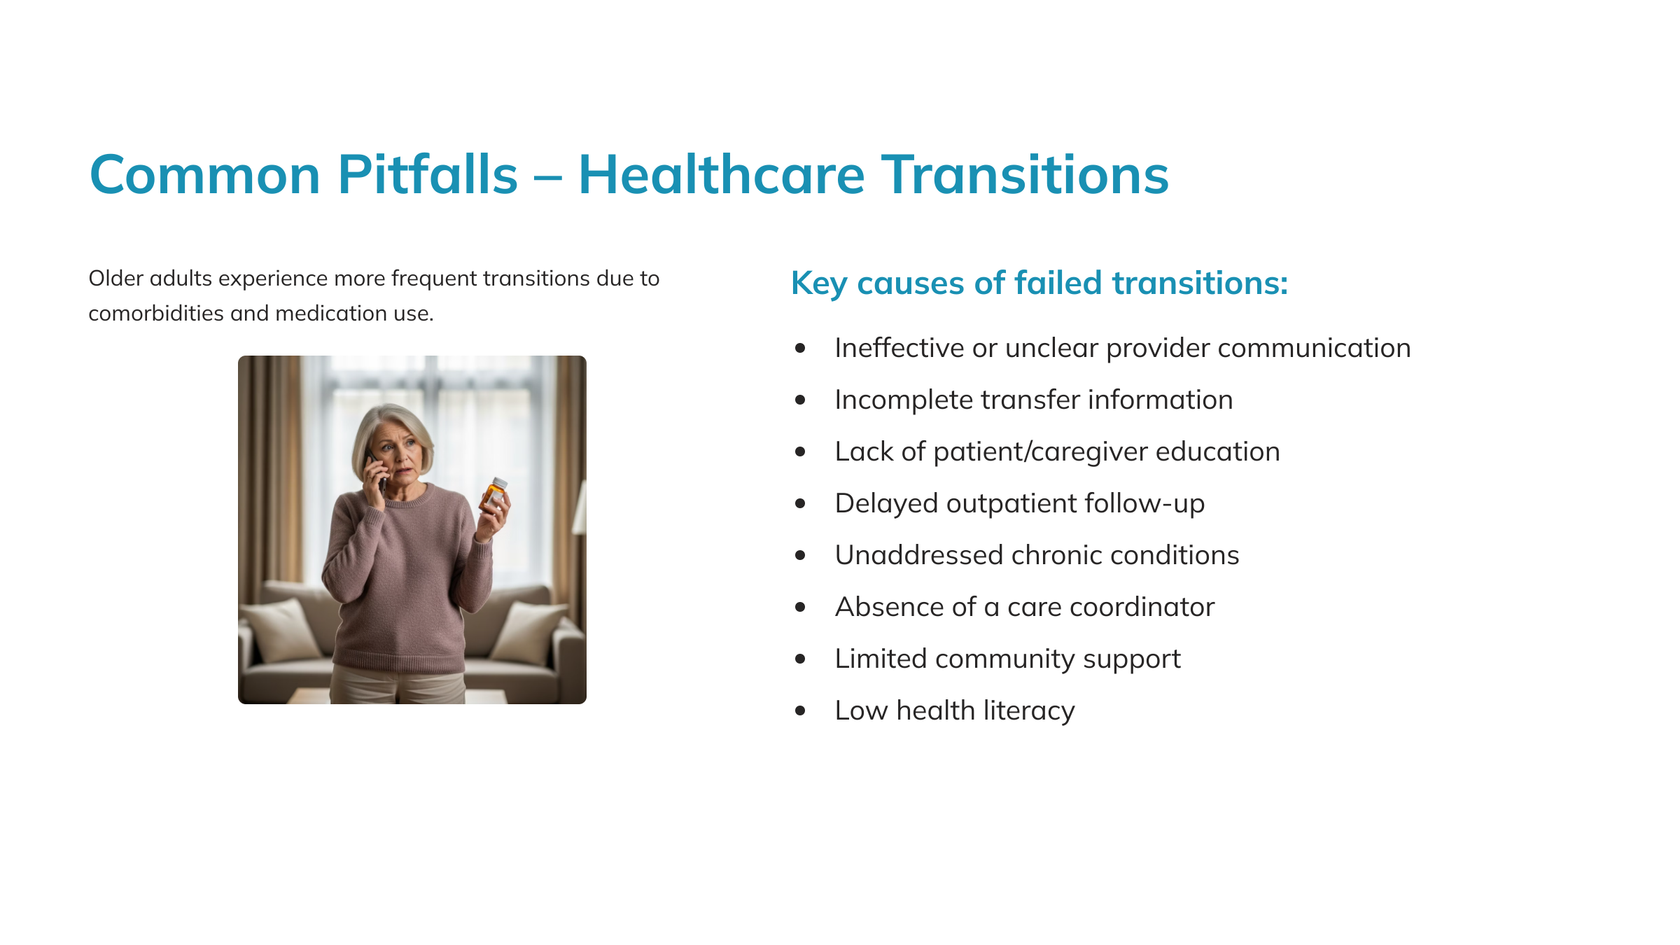 Common Pitfalls – Healthcare Transitions
Older adults experience more frequent transitions due to
comorbidities and medication use.
Key causes of failed transitions:
• Ineffective or unclear provider communication
• Incomplete transfer information
• Lack of patient/caregiver education
• Delayed outpatient follow-up
• Unaddressed chronic conditions
• Absence of a care coordinator
• Limited community support
• Low health literacy